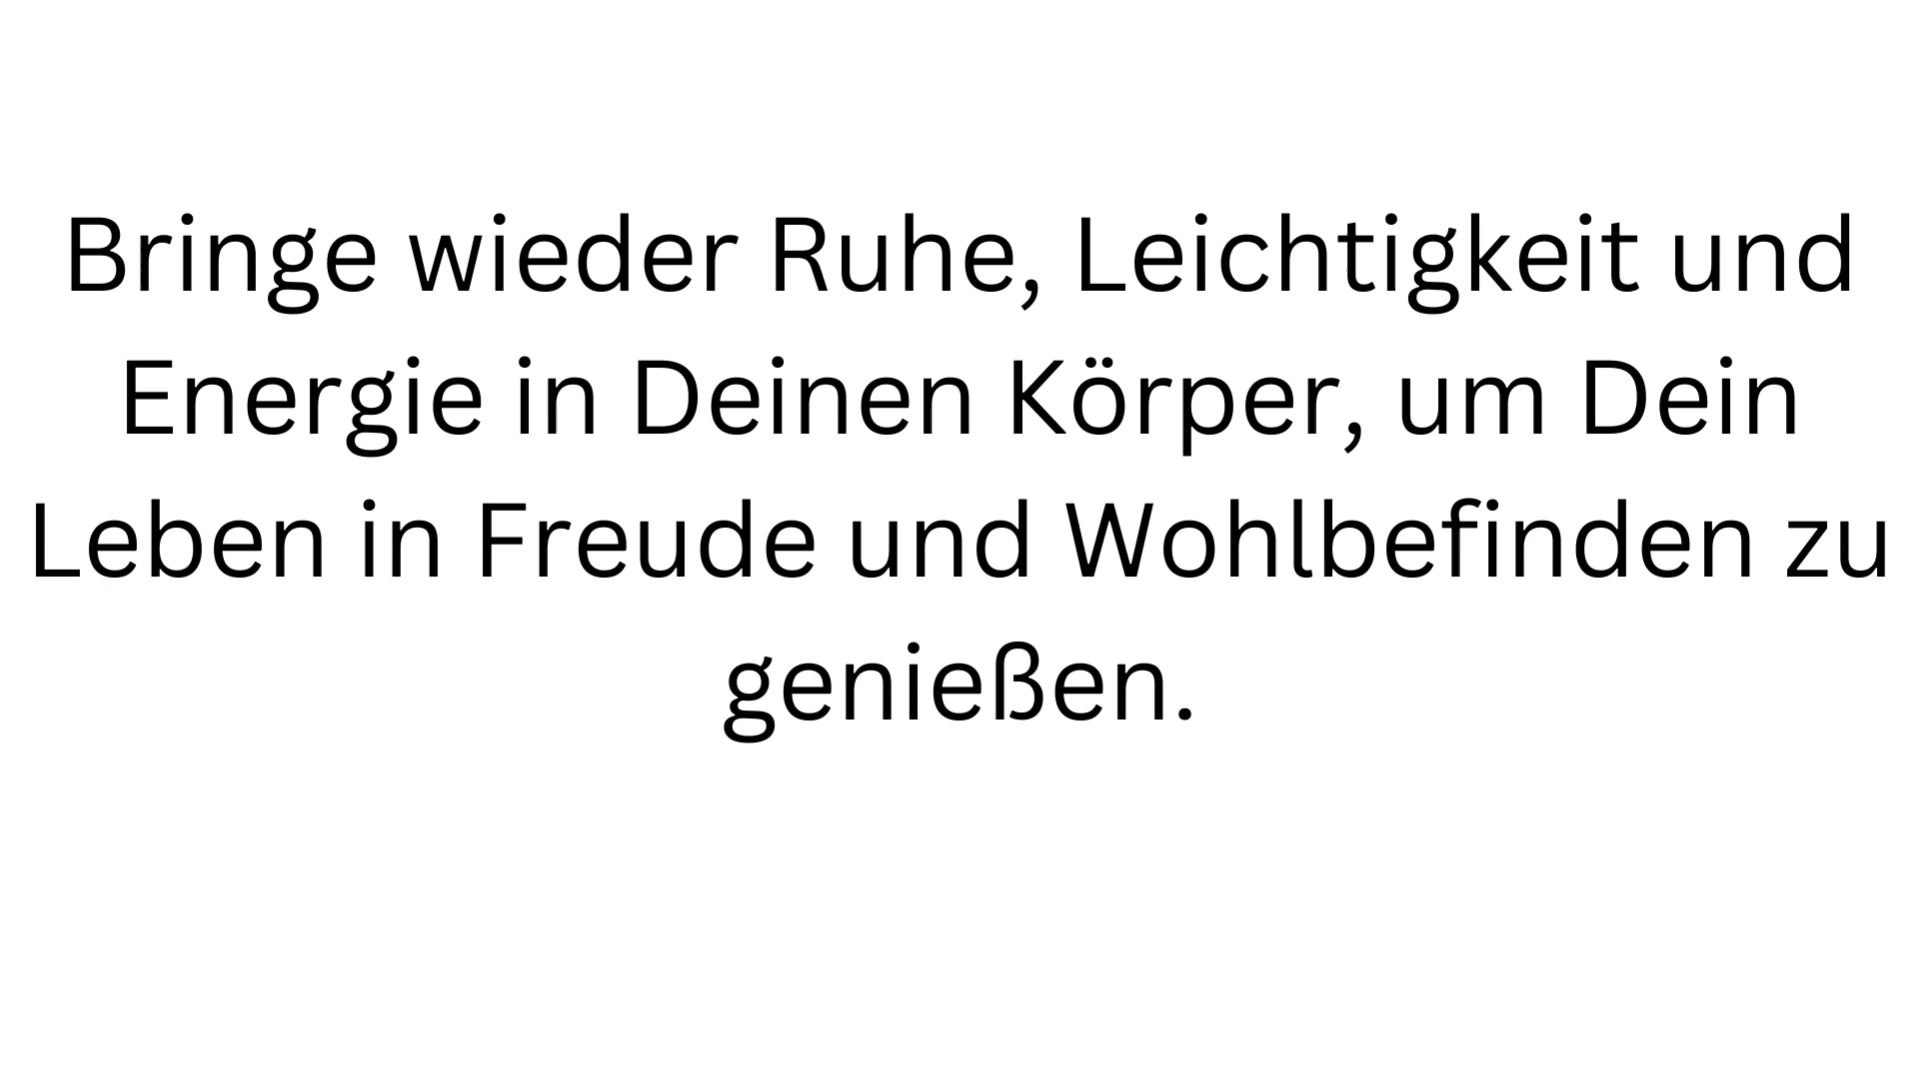 Bringe wieder Ruhe, Leichtigkeit und
Energie in Deinen Körper, um Dein
Leben in Freude und Wohlbefinden zu
genießen.